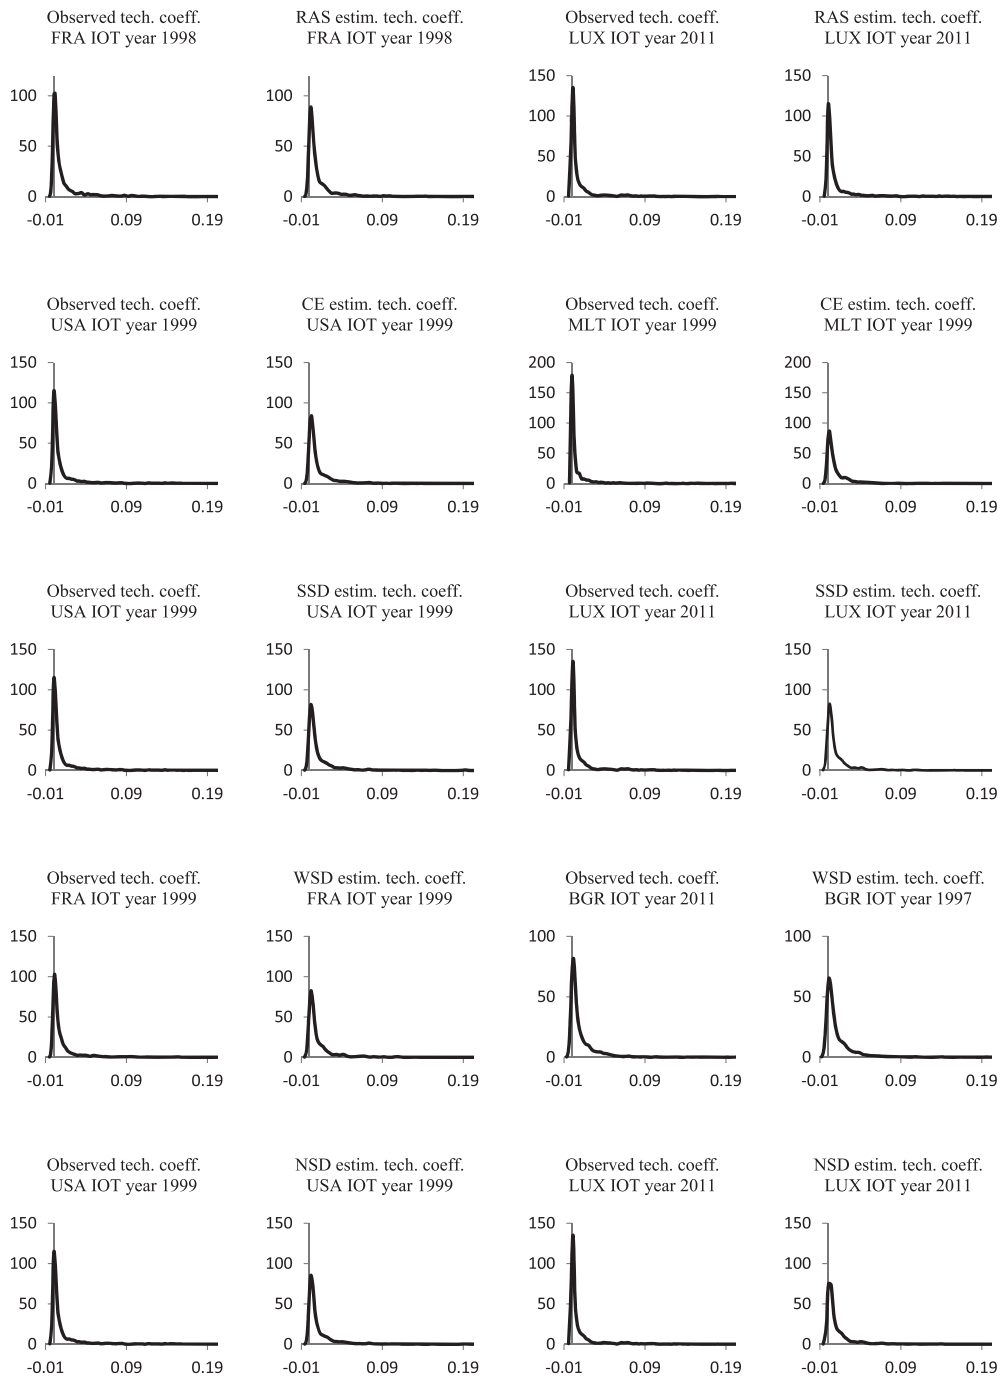 Observed tech. coeff.
FRA IOT year 1998
RAS estim. tech. coeff.
FRA IOT year 1998
Observed tech. coeff.
LUX IOT year 2011
RAS estim. tech. coeff.
LUX IOT year 2011
100
50
0
-0.01 0.09 0.19
100
50
0
-0.01 0.09 0.19
150
100
50
0
-0.01 0.09 0.19
150
100
50
0
-0.01 0.09 0.19
Observed tech. coeff.
USA IOT year 1999
CE estim. tech. coeff.
USA IOT year 1999
Observed tech. coeff.
MLT IOT year 1999
CE estim. tech. coeff.
MLT IOT year 1999
150
100
50
0
-0.01 0.09 0.19
150
100
50
0
-0.01 0.09 0.19
200
150
100
50
0
-0.01 0.09 0.19
200
150
100
50
0
-0.01 0.09 0.19
Observed tech. coeff.
USA IOT year 1999
SSD estim. tech. coeff.
USA IOT year 1999
Observed tech. coeff.
LUX IOT year 2011
SSD estim. tech. coeff.
LUX IOT year 2011
150
100
50
0
-0.01 0.09 0.19
150
100
50
0
-0.01 0.09 0.19
150
100
50
0
-0.01 0.09 0.19
150
100
50
0
-0.01 0.09 0.19
Observed tech. coeff.
FRA IOT year 1999
WSD estim. tech. coeff.
FRA IOT year 1999
Observed tech. coeff.
BGR IOT year 2011
WSD estim. tech. coeff.
BGR IOT year 1997
150
100
50
0
-0.01 0.09 0.19
150
100
50
0
-0.01 0.09 0.19
100
50
0
-0.01 0.09 0.19
100
50
0
-0.01 0.09 0.19
Observed tech. coeff.
USA IOT year 1999
NSD estim. tech. coeff.
USA IOT year 1999
Observed tech. coeff.
LUX IOT year 2011
NSD estim. tech. coeff.
LUX IOT year 2011
150
100
50
0
-0.01 0.09 0.19
150
100
50
0
-0.01 0.09 0.19
150
100
50
0
-0.01 0.09 0.19
150
100
50
0
-0.01 0.09 0.19